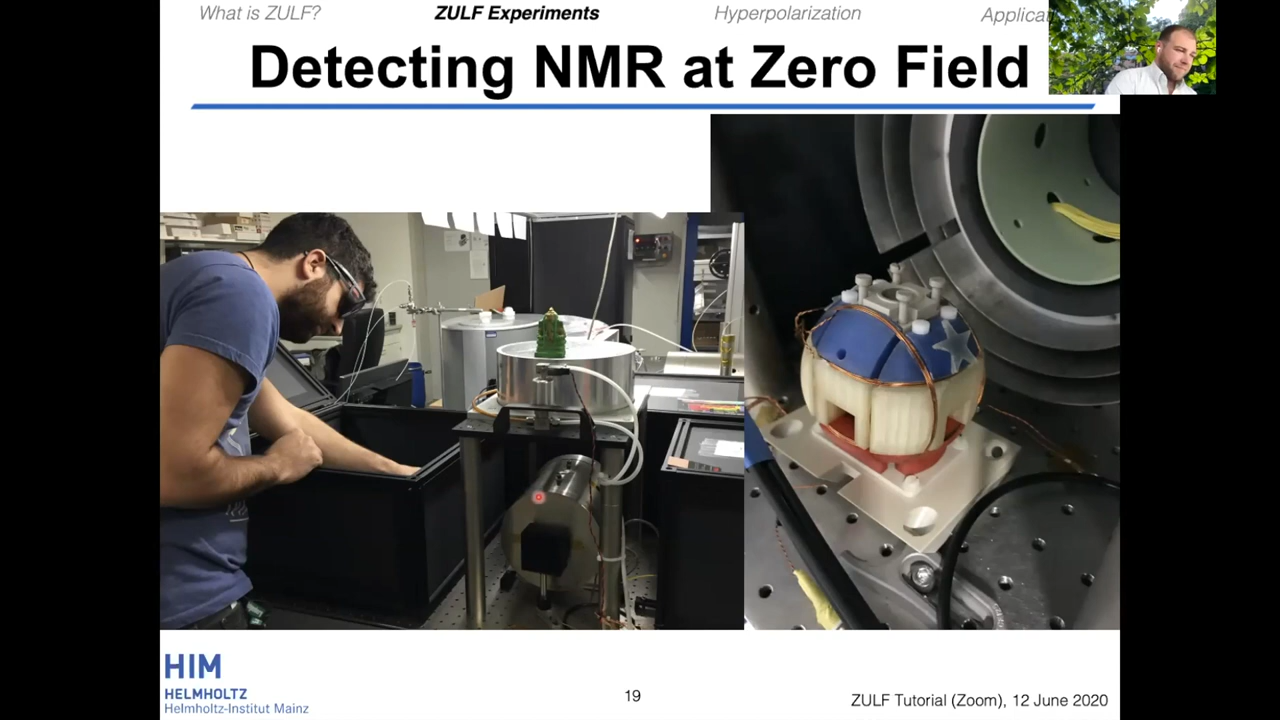 What is ZULF?
ZULF Experiments
Hyperpolarization
Applicat
Detecting NMR at Zero Field
HIM
HELMHOLTZ
Helmholtz-Institut Mainz
19
ZULF Tutorial (Zoom), 12 June 2020